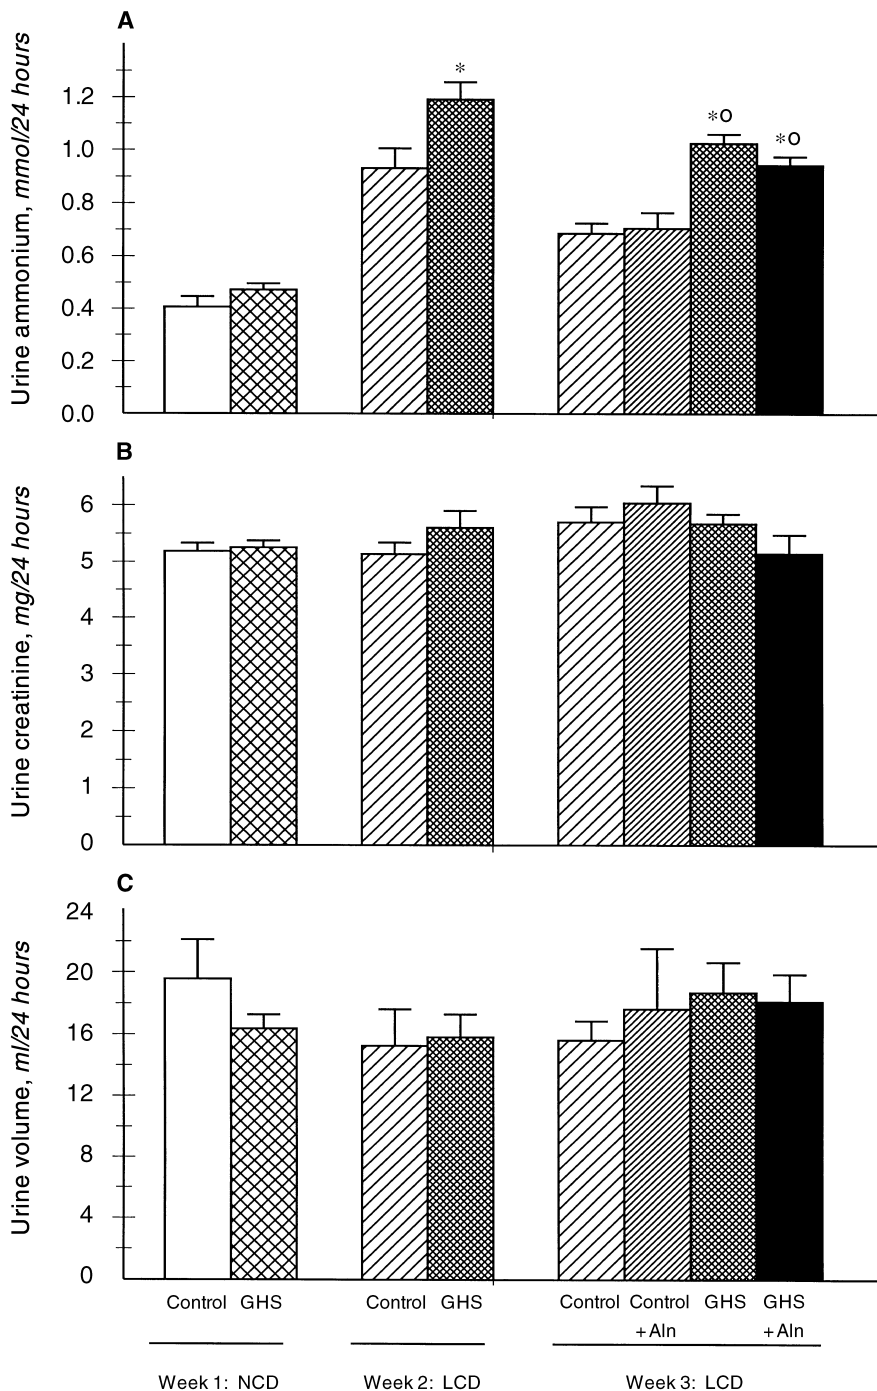 A
Urine ammonium, mmol/24 hours
1.2
1.0
0.8
0.6
0.4
0.2
0.0
*
*o
*o
B
Urine creatinine, mg/24 hours
6
5
4
3
2
1
0
C
Urine volume, ml/24 hours
24
20
16
12
8
4
0
Control GHS Control GHS Control Control GHS GHS
+Aln +Aln
Week 1: NCD Week 2: LCD Week 3: LCD